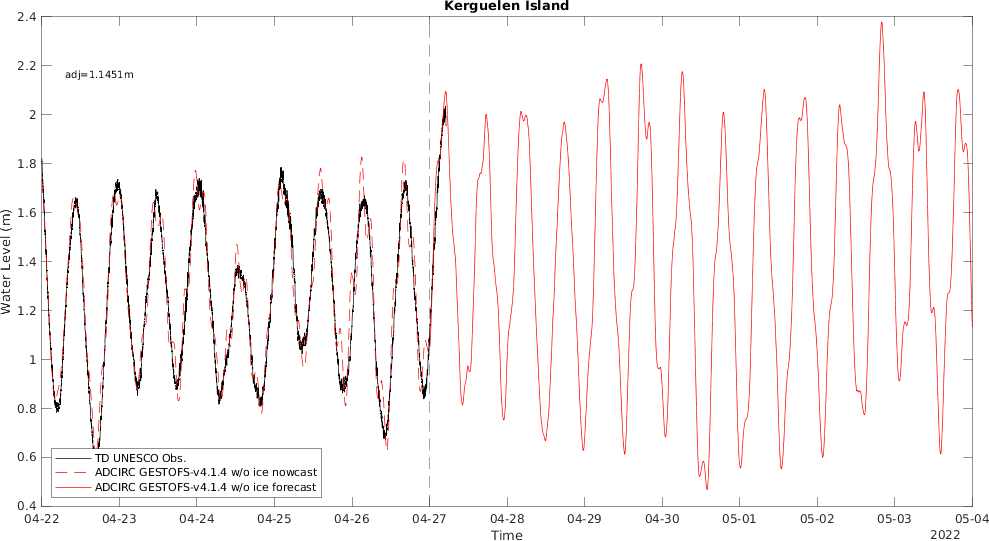 Kerguelen Island
2.4
2.2
2
1.8
1.6
1.4
1.2
1
0.8
0.6
0.4
Water Level (m)
adj=1.1451m
TD UNESCO Obs.
ADCIRC GESTOFS-v4.1.4 w/o ice nowcast
ADCIRC GESTOFS-v4.1.4 w/o ice forecast
04-22 04-23 04-24 04-25 04-26 04-27 04-28 04-29 04-30 05-01 05-02 05-03 05-04
Time
2022